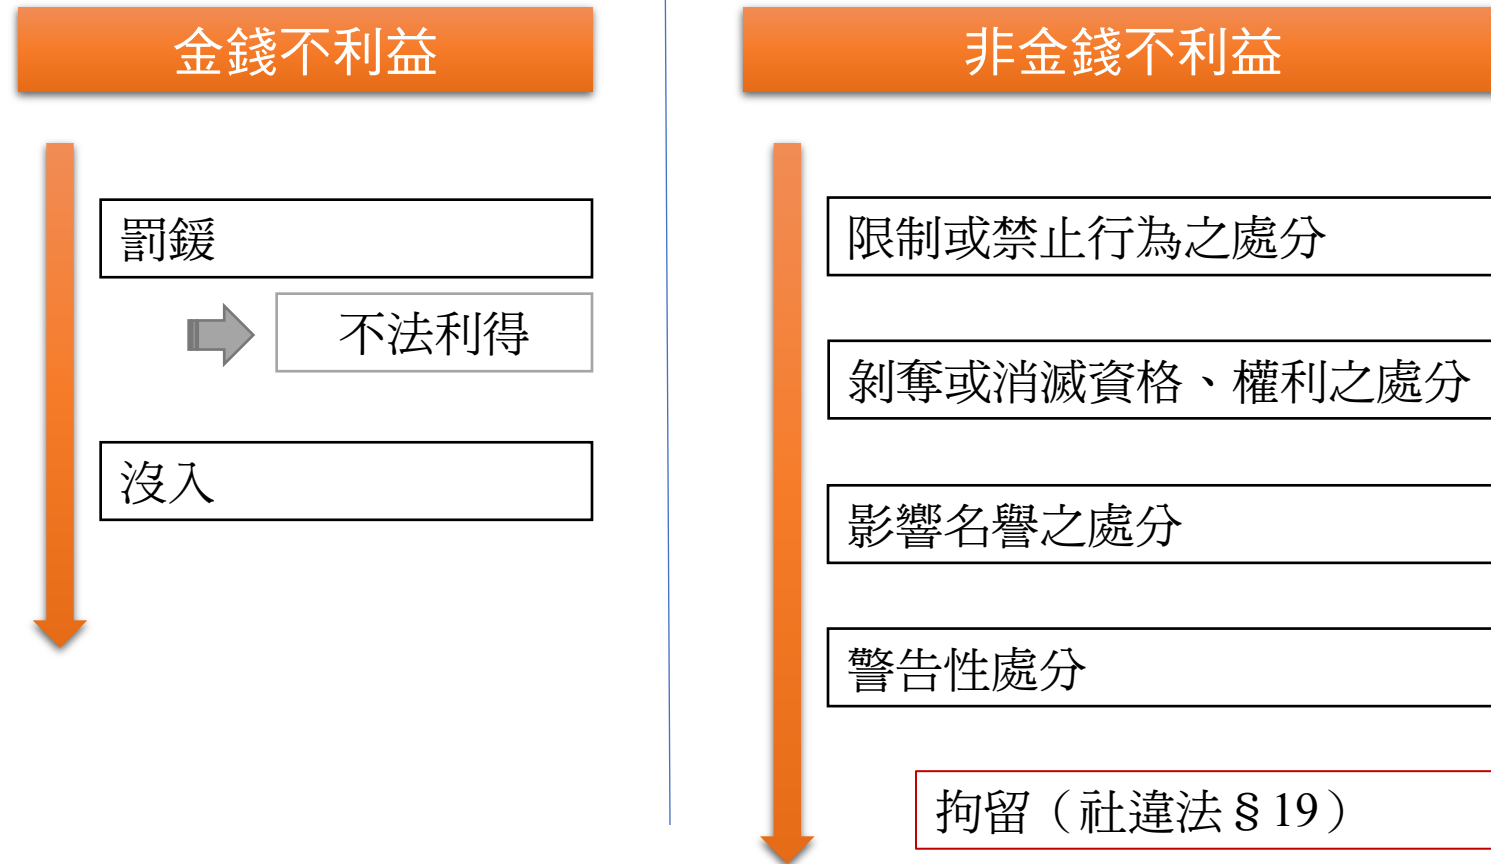 金錢不利益
罰鍰
不法利得
沒入
非金錢不利益
限制或禁止行為之處分
剝奪或消滅資格、權利之處分
影響名譽之處分
警告性處分
拘留（社違法§19）